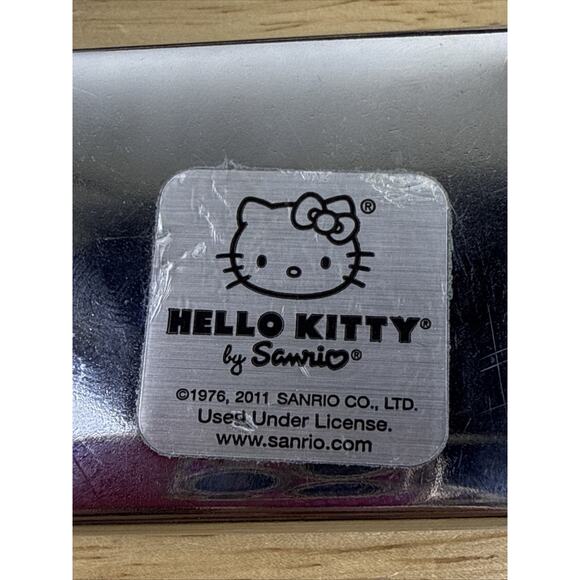 ®
HELLO KITTY®
by Sanrio®
©1976, 2011 SANRIO CO., LTD.
Used Under License.
www.sanrio.com